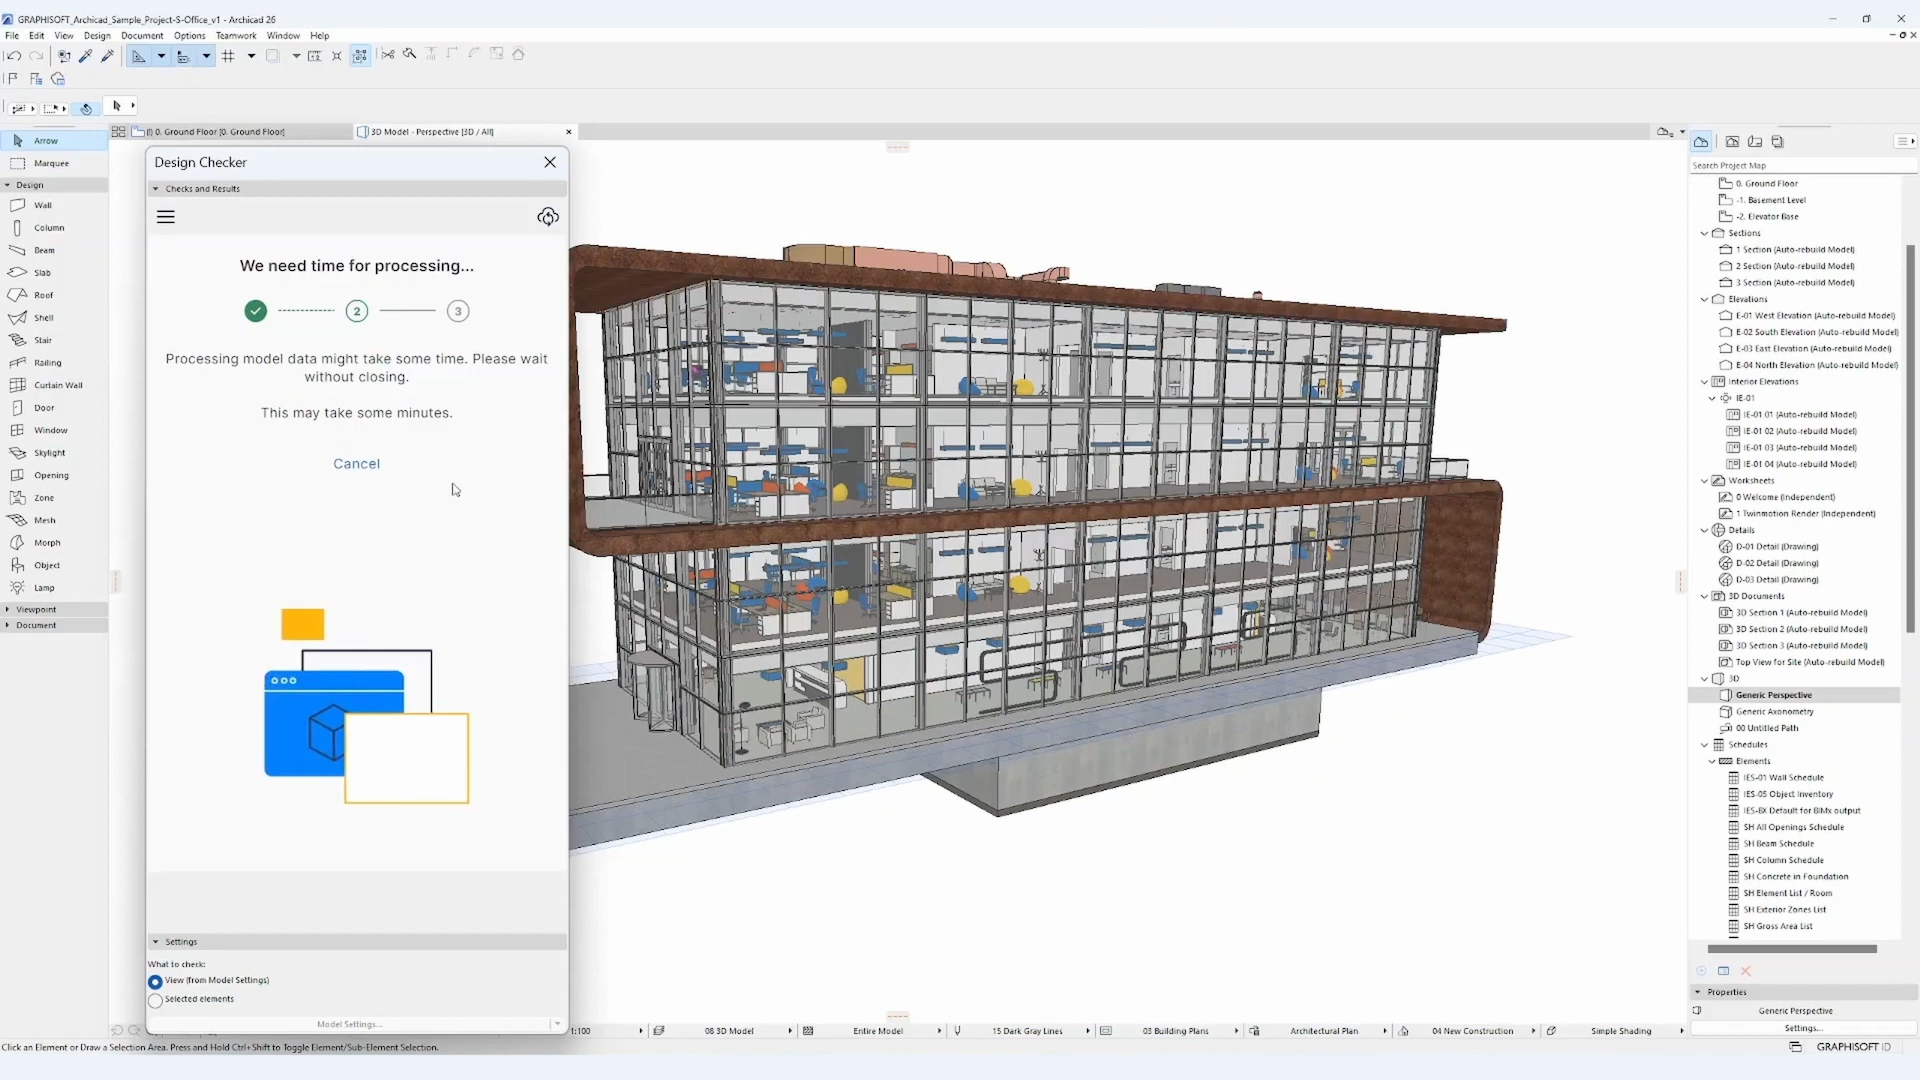 GRAPHISOFT_Archicad_Sample_Project-S-Office_v1 - Archicad 26
File Edit View Design Document Options Teamwork Window Help
(!) 0. Ground Floor [0. Ground Floor]
3D Model - Perspective [3D / All]
Arrow
Marquee
Design
Wall
Column
Beam
Slab
Roof
Shell
Stair
Railing
Curtain Wall
Door
Window
Skylight
Opening
Zone
Mesh
Morph
Object
Lamp
Viewpoint
Document
Design Checker
Checks and Results
We need time for processing...
2
3
Processing model data might take some time. Please wait
without closing.
This may take some minutes.
Cancel
Settings
What to check:
View (from Model Settings)
Selected elements
Model Settings...
Search Project Map
0. Ground Floor
-1. Basement Level
-2. Elevator Base
Sections
1 Section (Auto-rebuild Model)
2 Section (Auto-rebuild Model)
3 Section (Auto-rebuild Model)
Elevations
E-01 West Elevation (Auto-rebuild Model)
E-02 South Elevation (Auto-rebuild Model)
E-03 East Elevation (Auto-rebuild Model)
E-04 North Elevation (Auto-rebuild Model)
Interior Elevations
IE-01
IE-01 01 (Auto-rebuild Model)
IE-01 02 (Auto-rebuild Model)
IE-01 03 (Auto-rebuild Model)
IE-01 04 (Auto-rebuild Model)
Worksheets
0 Welcome (Independent)
1 Twinmotion Render (Independent)
Details
D-01 Detail (Drawing)
D-02 Detail (Drawing)
D-03 Detail (Drawing)
3D Documents
3D Section 1 (Auto-rebuild Model)
3D Section 2 (Auto-rebuild Model)
3D Section 3 (Auto-rebuild Model)
Top View for Site (Auto-rebuild Model)
3D
Generic Perspective
Generic Axonometry
00 Untitled Path
Schedules
Elements
IES-01 Wall Schedule
IES-05 Object Inventory
IES-BX Default for BIMx output
SH All Openings Schedule
SH Beam Schedule
SH Column Schedule
SH Concrete in Foundation
SH Element List / Room
SH Exterior Zones List
SH Gross Area List
Properties
Generic Perspective
Settings...
1:100 08 3D Model Entire Model 15 Dark Gray Lines 03 Building Plans Architectural Plan 04 New Construction Simple Shading
Click an Element or Draw a Selection Area. Press and Hold Ctrl+Shift to Toggle Element/Sub-Element Selection.
GRAPHISOFT ID